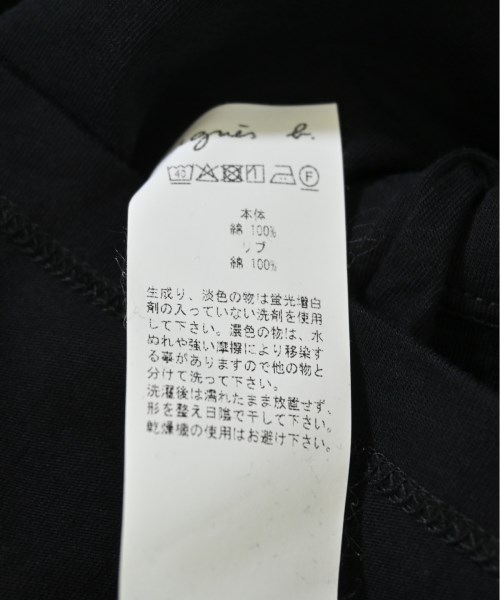 agnès b.
40 F
本体
綿 100%
リブ
綿 100%
生成り、淡色の物は蛍光増白
剤の入っていない洗剤を使用
して下さい。濃色の物は、水
ぬれや強い摩擦により移染す
る事がありますので他の物と
分けて洗って下さい。
洗濯後は濡れたまま放置せず、
形を整え日陰で干して下さい。
乾燥機の使用はお避け下さい。